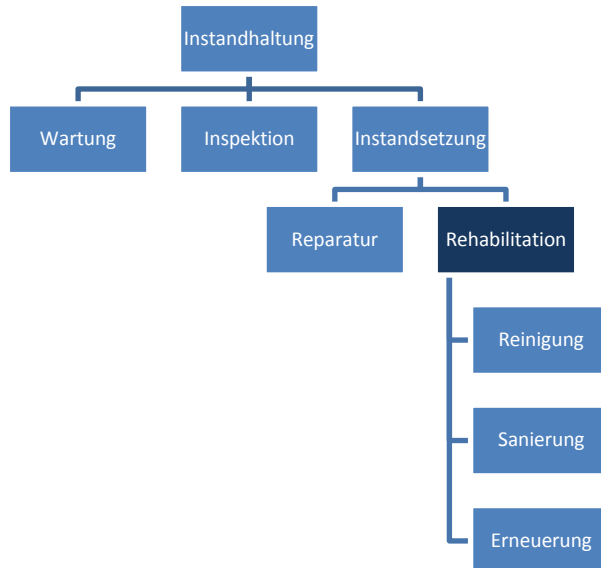 Instandhaltung
Wartung
Inspektion
Instandsetzung
Reparatur
Rehabilitation
Reinigung
Sanierung
Erneuerung